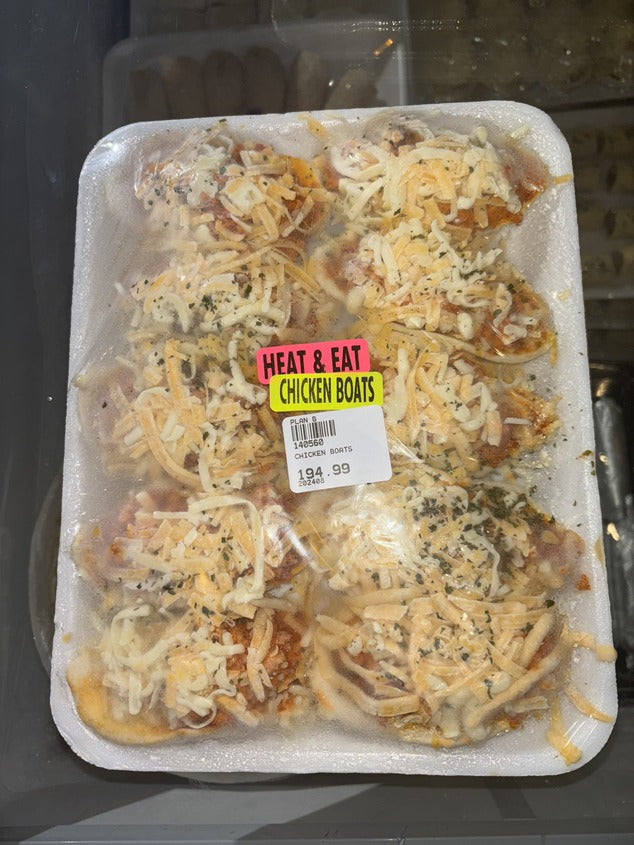 HEAT & EAT
CHICKEN BOATS
PLAN B
140560
CHICKEN BOATS
194.99
202408